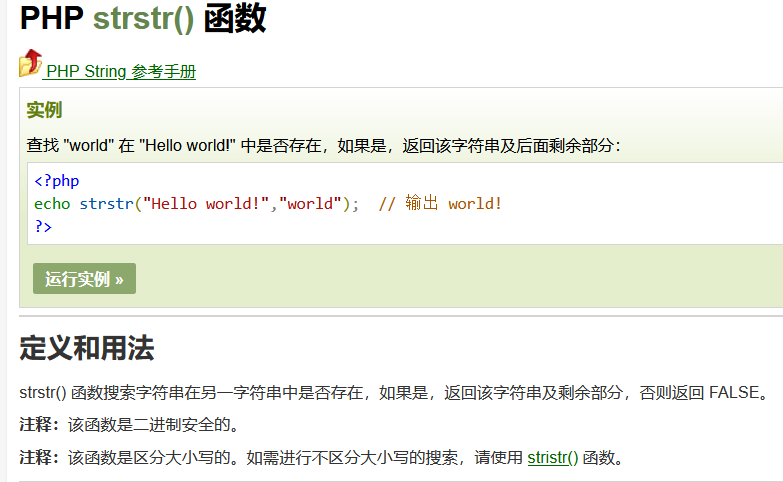 PHP strstr() 函数
PHP String 参考手册
实例
查找 "world" 在 "Hello world!" 中是否存在，如果是，返回该字符串及后面剩余部分：
<?php
echo strstr("Hello world!","world");  // 输出 world!
?>
运行实例 »
定义和用法
strstr() 函数搜索字符串在另一字符串中是否存在，如果是，返回该字符串及剩余部分，否则返回 FALSE。
注释：该函数是二进制安全的。
注释：该函数是区分大小写的。如需进行不区分大小写的搜索，请使用 stristr() 函数。